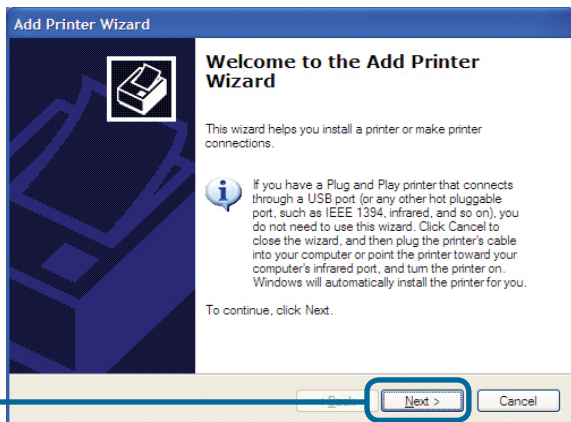 Add Printer Wizard
Welcome to the Add Printer
Wizard
This wizard helps you install a printer or make printer
connections.
If you have a Plug and Play printer that connects
through a USB port (or any other hot pluggable
port, such as IEEE 1394, infrared, and so on), you
do not need to use this wizard. Click Cancel to
close the wizard, and then plug the printer's cable
into your computer or point the printer toward your
computer's infrared port, and turn the printer on.
Windows will automatically install the printer for you.
To continue, click Next.
Next > Cancel